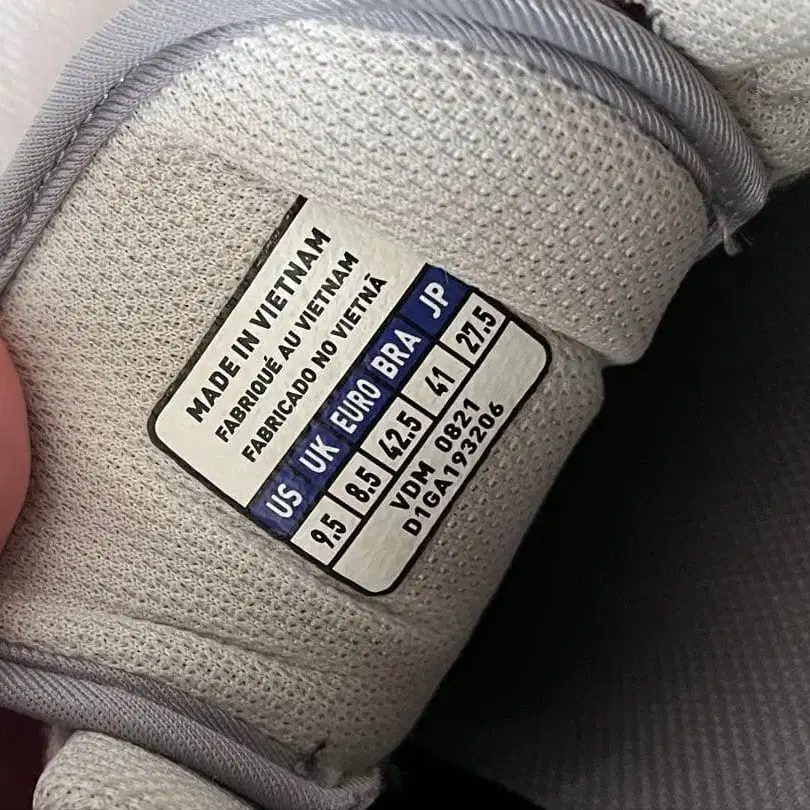 MADE IN VIETNAM
FABRIQUÉ AU VIETNAM
FABRICADO NO VIETNÃ
US UK EURO BRA JP
9.5 8.5 42.5 41 27.5
VDM 0821
D1GA193206